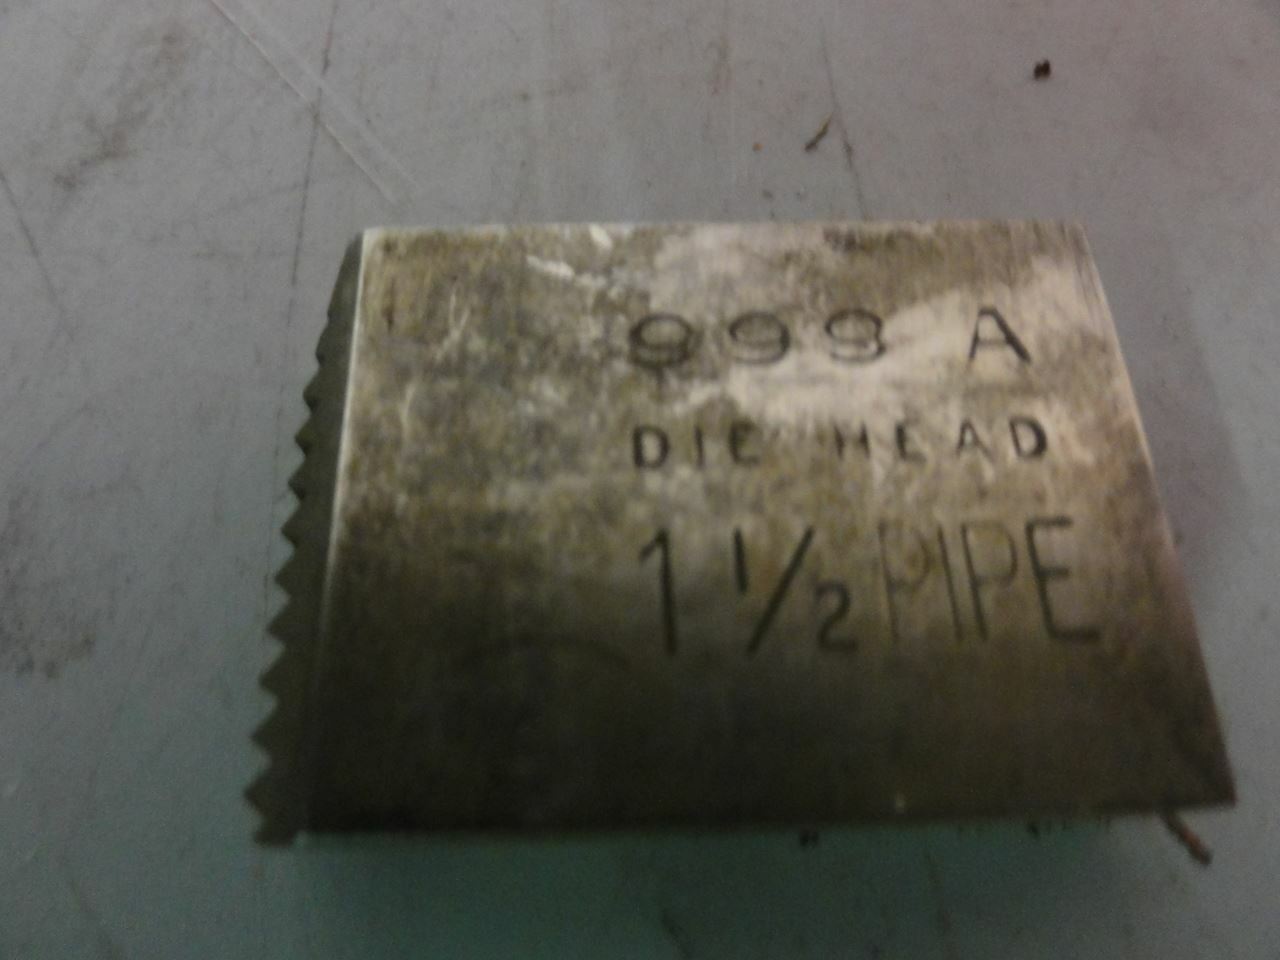 999 A
DIE HEAD
1 1/2 PIPE